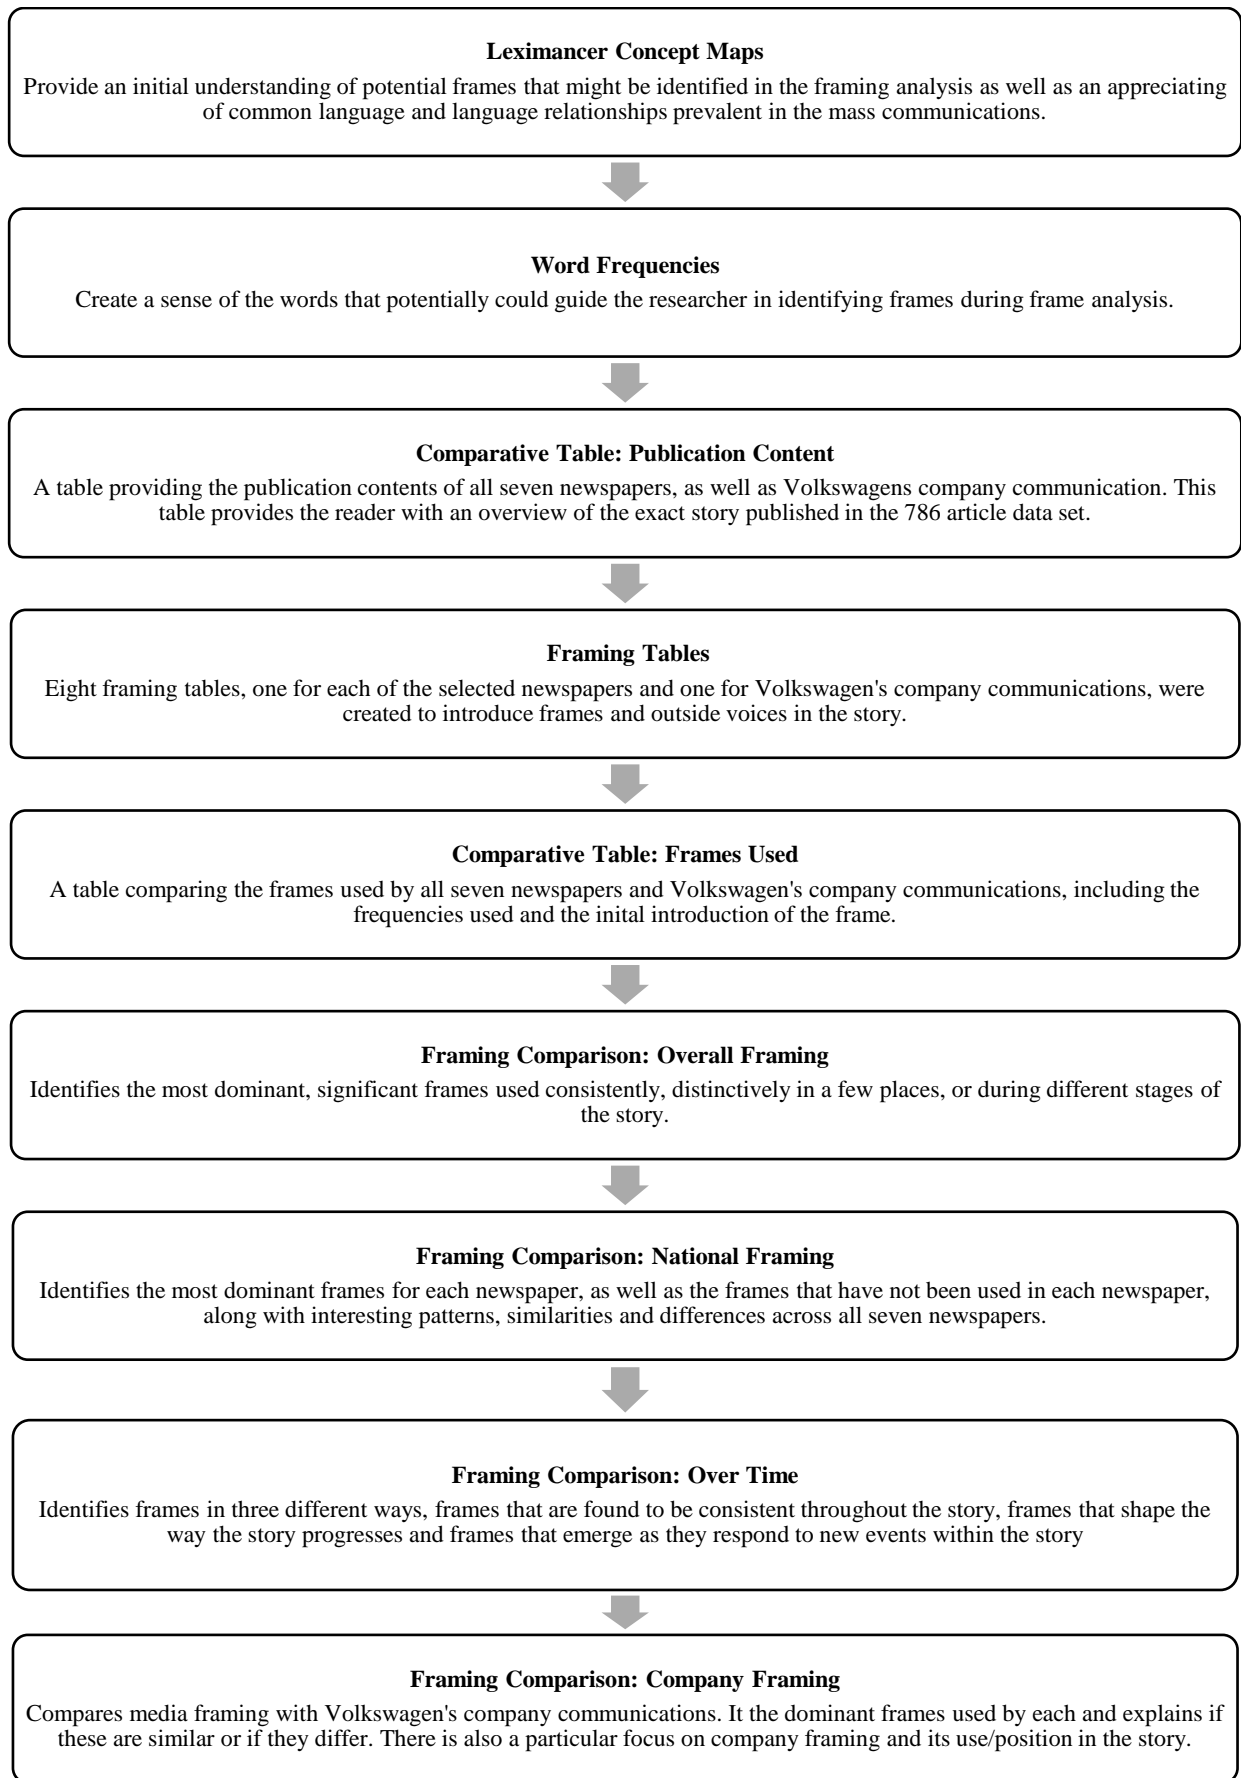 Leximancer Concept Maps
Provide an initial understanding of potential frames that might be identified in the framing analysis as well as an appreciating
of common language and language relationships prevalent in the mass communications.
Word Frequencies
Create a sense of the words that potentially could guide the researcher in identifying frames during frame analysis.
Comparative Table: Publication Content
A table providing the publication contents of all seven newspapers, as well as Volkswagens company communication. This
table provides the reader with an overview of the exact story published in the 786 article data set.
Framing Tables
Eight framing tables, one for each of the selected newspapers and one for Volkswagen's company communications, were
created to introduce frames and outside voices in the story.
Comparative Table: Frames Used
A table comparing the frames used by all seven newspapers and Volkswagen's company communications, including the
frequencies used and the inital introduction of the frame.
Framing Comparison: Overall Framing
Identifies the most dominant, significant frames used consistently, distinctively in a few places, or during different stages of
the story.
Framing Comparison: National Framing
Identifies the most dominant frames for each newspaper, as well as the frames that have not been used in each newspaper,
along with interesting patterns, similarities and differences across all seven newspapers.
Framing Comparison: Over Time
Identifies frames in three different ways, frames that are found to be consistent throughout the story, frames that shape the
way the story progresses and frames that emerge as they respond to new events within the story
Framing Comparison: Company Framing
Compares media framing with Volkswagen's company communications. It the dominant frames used by each and explains if
these are similar or if they differ. There is also a particular focus on company framing and its use/position in the story.